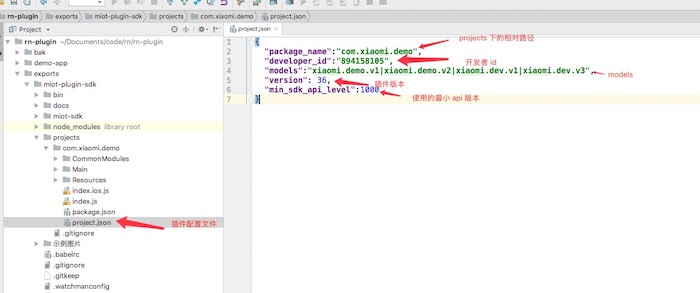 rn-plugin exports miot-plugin-sdk projects com.xiaomi.demo project.json
Project
project.json ×
rn-plugin ~/Documents/code/rn/rn-plugin
bak
demo-app
exports
miot-plugin-sdk
bin
docs
miot-sdk
node_modules library root
projects
com.xiaomi.demo
CommonModules
Main
Resources
index.ios.js
index.js
package.json
project.json
插件配置文件
.gitignore
示例图片
.babelrc
.gitignore
.gitkeep
.watchmanconfig
1 {
2 "package_name":"com.xiaomi.demo",
projects 下的相对路径
3 "developer_id":"894158105",
开发者 id
4 "models":"xiaomi.demo.v1|xiaomi.demo.v2|xiaomi.dev.v1|xiaomi.dev.v3",
models
5 "version": 36,
插件版本
6 "min_sdk_api_level":1000
使用的最小 api 版本
7 }